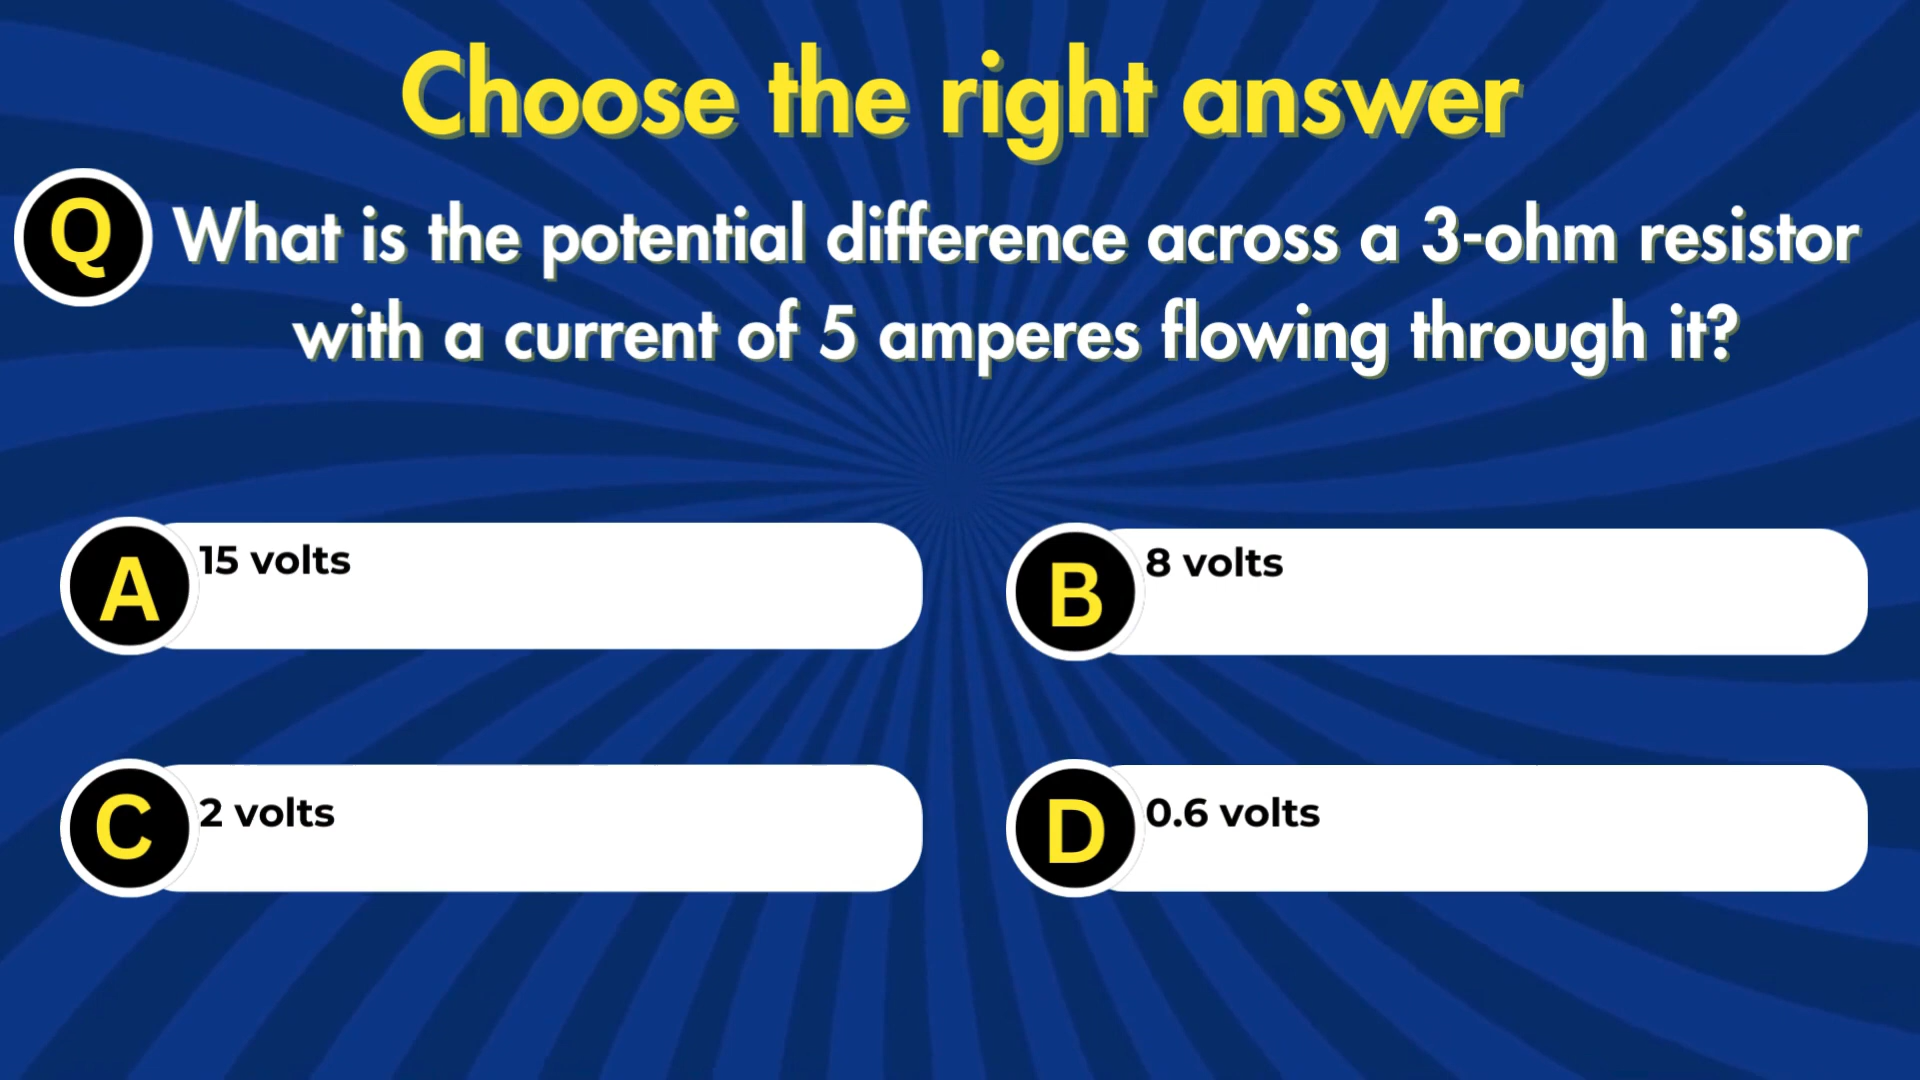 Choose the right answer
Q What is the potential difference across a 3-ohm resistor
with a current of 5 amperes flowing through it?
A 15 volts
B 8 volts
C 2 volts
D 0.6 volts